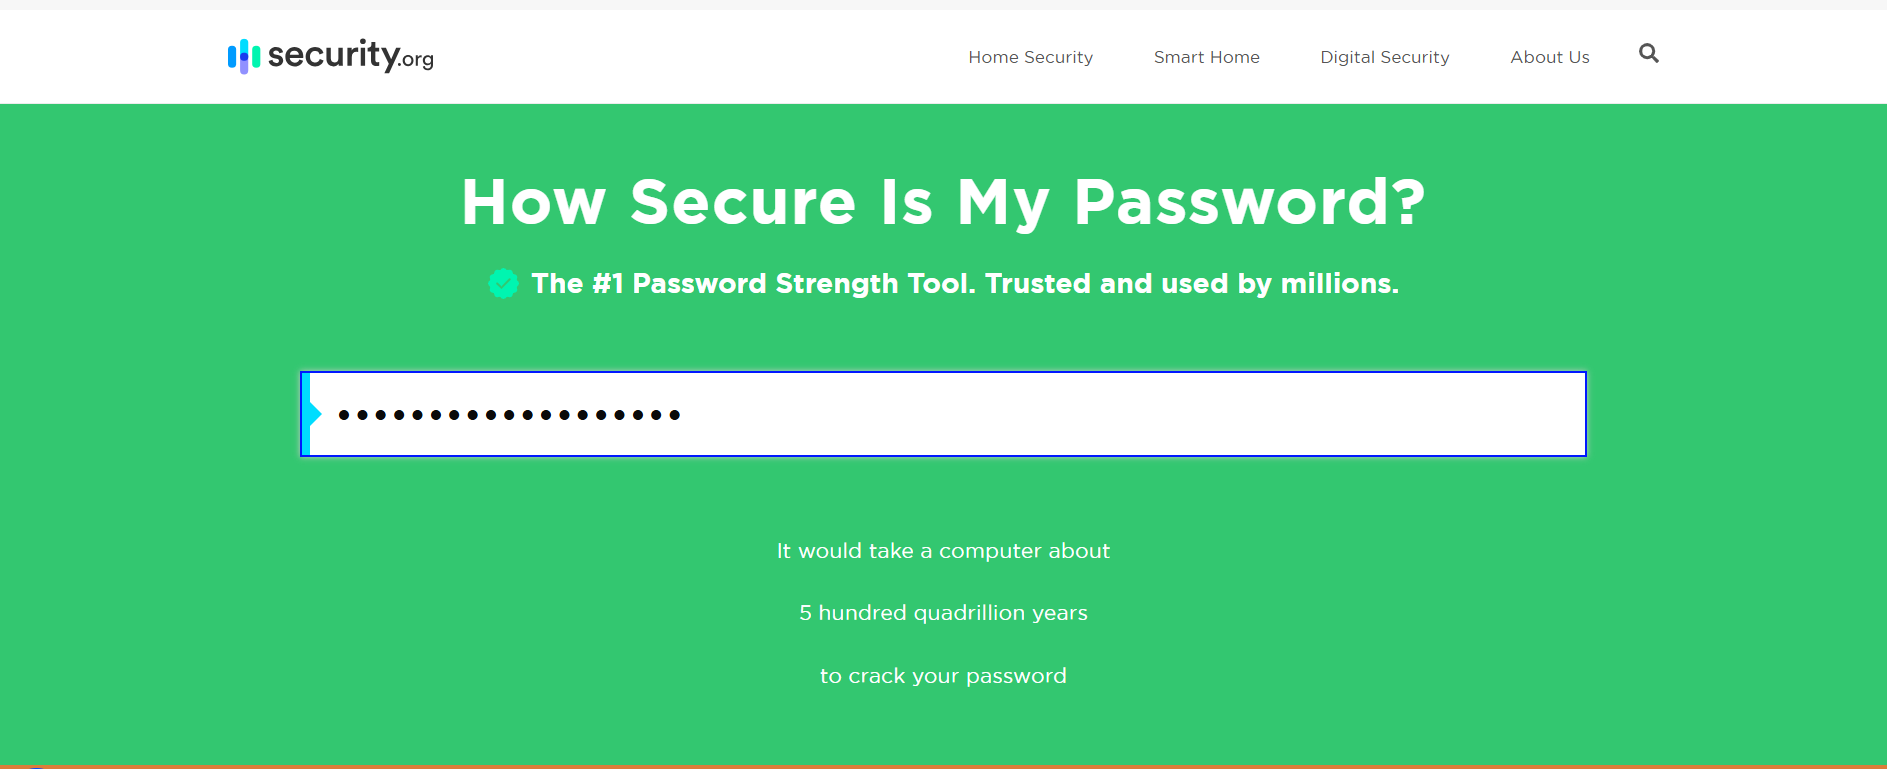 security.org
Home Security
Smart Home
Digital Security
About Us
How Secure Is My Password?
The #1 Password Strength Tool. Trusted and used by millions.
•••••••••••••••••••
It would take a computer about
5 hundred quadrillion years
to crack your password